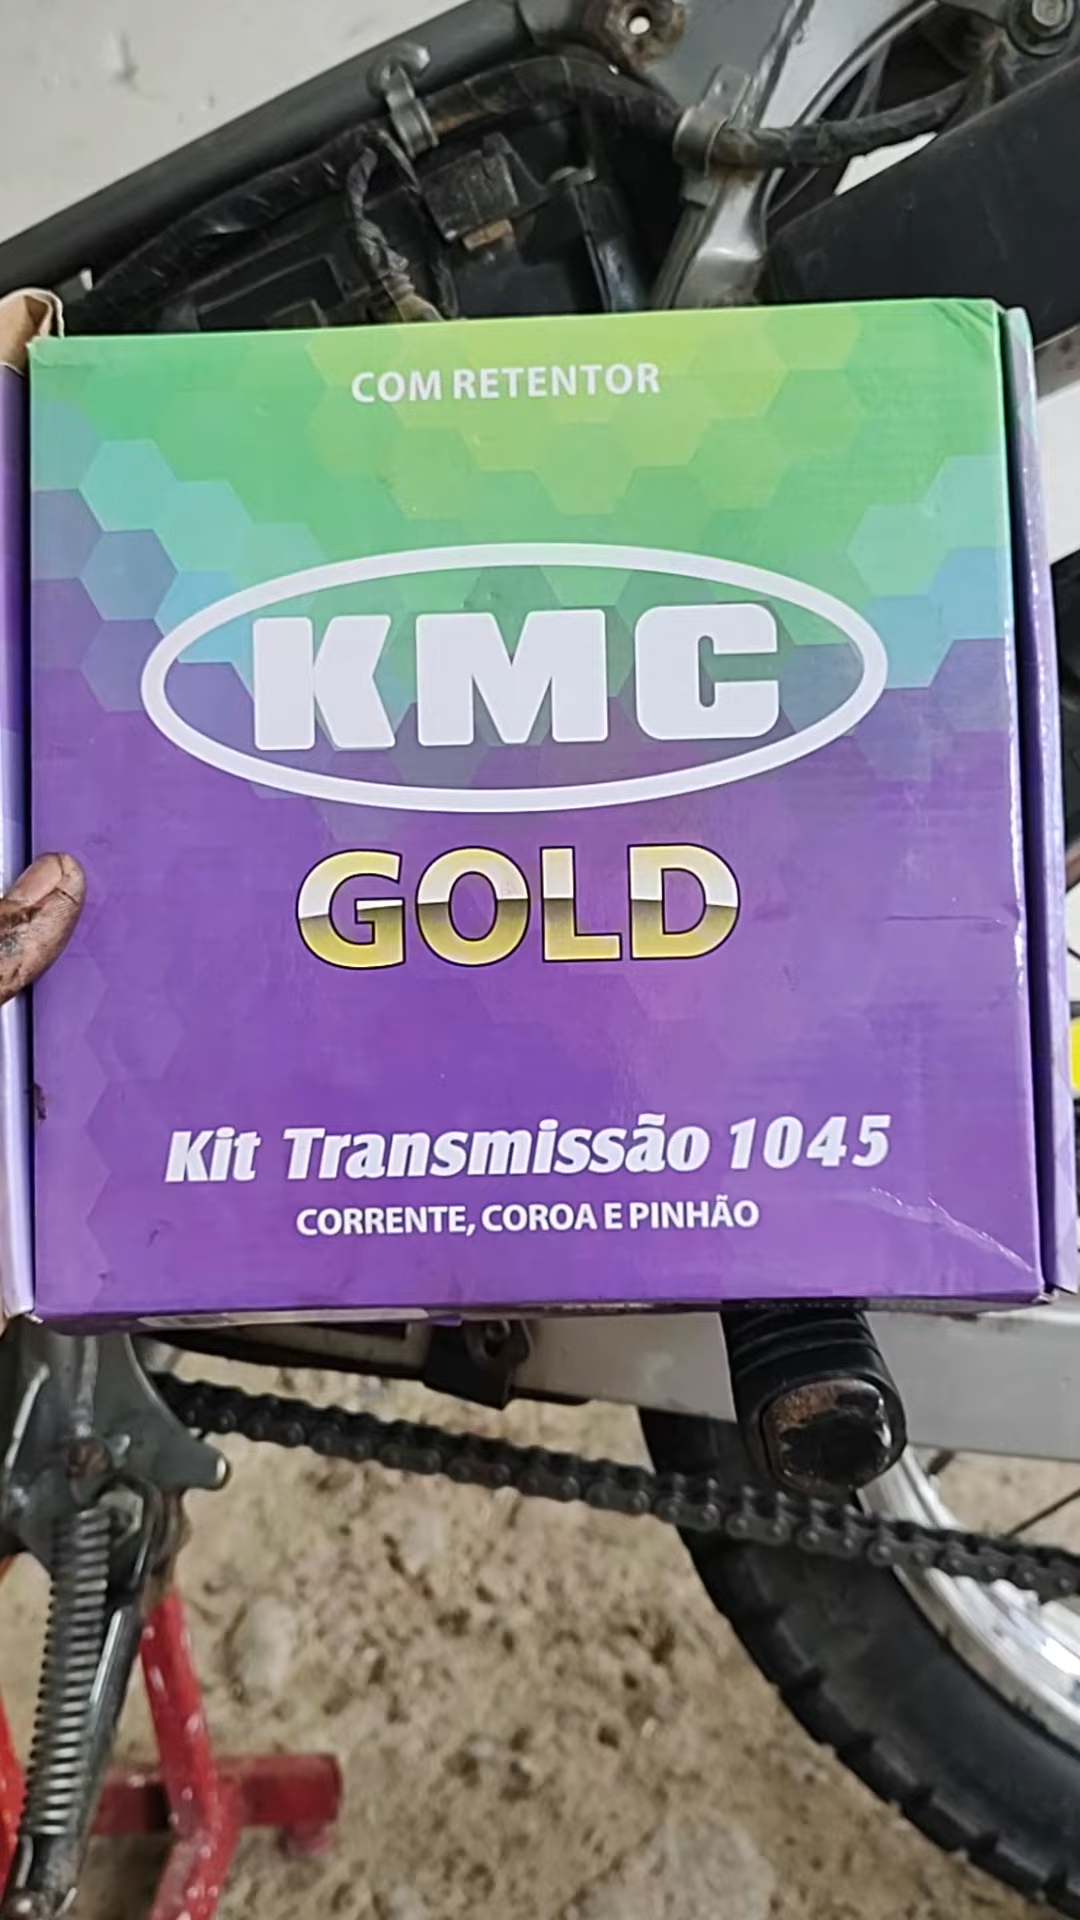 COM RETENTOR
KMC
GOLD
Kit Transmissão 1045
CORRENTE, COROA E PINHÃO